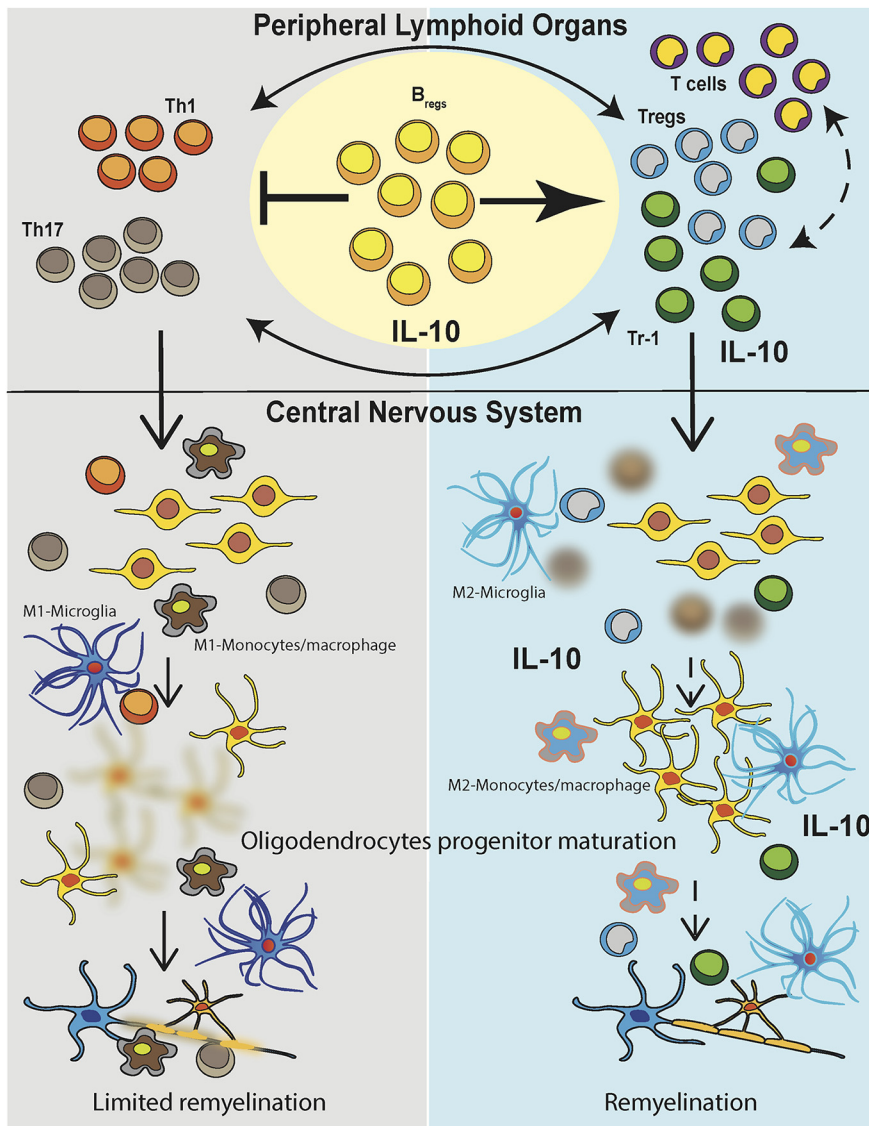 Peripheral Lymphoid Organs
Th1
Bregs
T cells
Tregs
Th17
IL-10
Tr-1
IL-10
Central Nervous System
M2-Microglia
M1-Microglia
M1-Monocytes/macrophage
IL-10
M2-Monocytes/macrophage
IL-10
Oligodendrocytes progenitor maturation
Limited remyelination
Remyelination